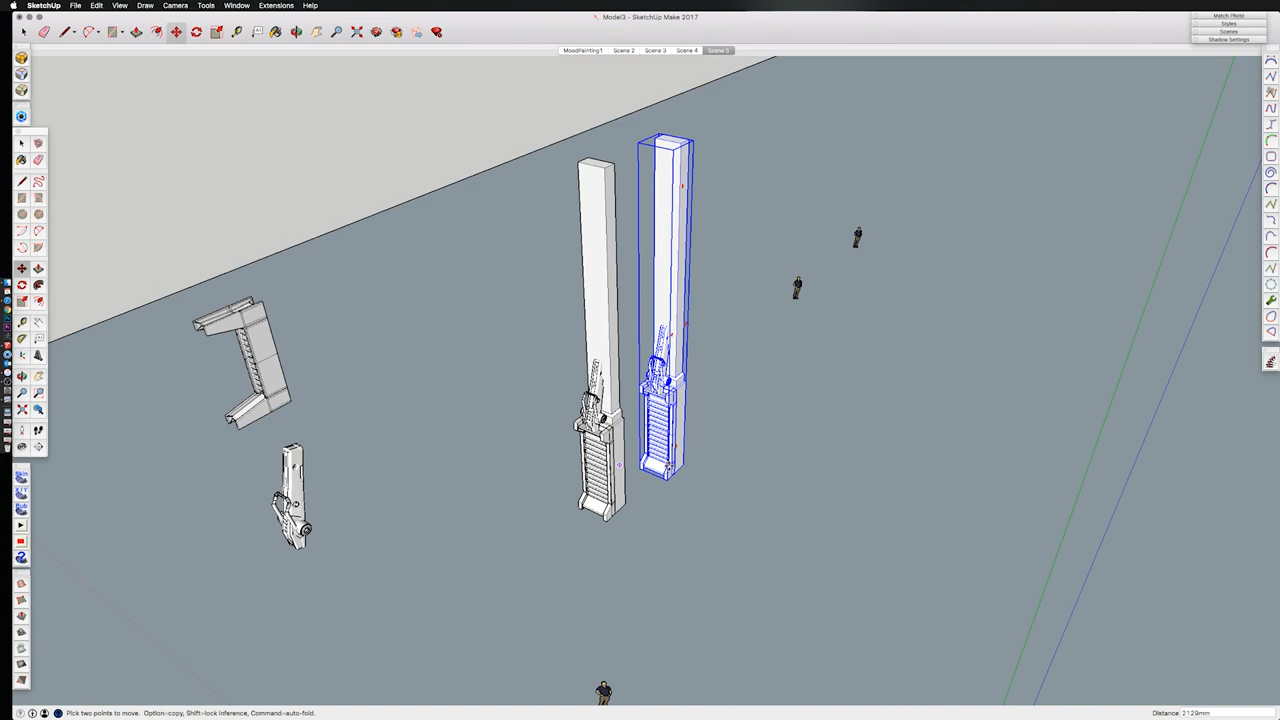 SketchUp File Edit View Draw Camera Tools Window Extensions Help
Model3 - SketchUp Make 2017
Match Photo
Styles
Scenes
Shadow Settings
MoodPainting1 Scene 2 Scene 3 Scene 4 Scene 5
Skin
X/Y
Bub
Pick two points to move. Option-copy, Shift-lock inference, Command-auto-fold.
Distance 2129mm